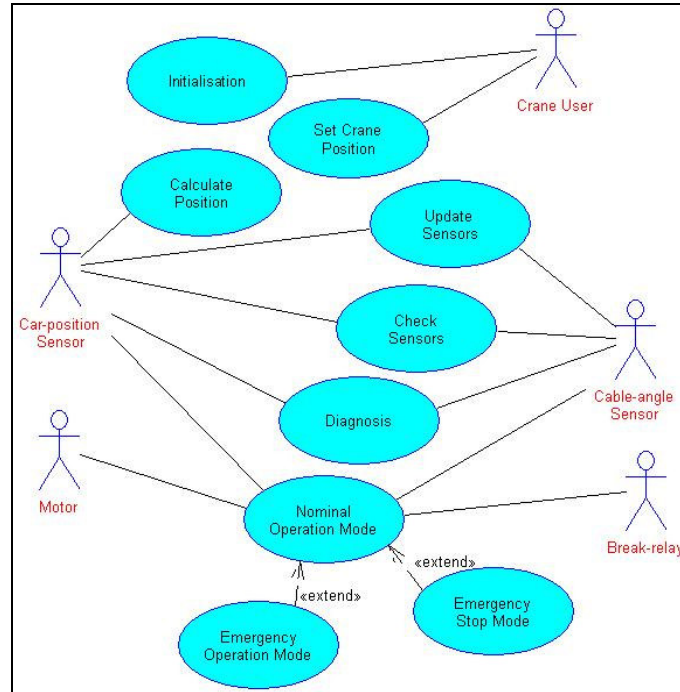 Initialisation
Crane User
Set Crane
Position
Calculate
Position
Update
Sensors
Car-position
Sensor
Check
Sensors
Cable-angle
Sensor
Diagnosis
Motor
Nominal
Operation Mode
Break-relay
«extend»
«extend»
Emergency
Stop Mode
Emergency
Operation Mode